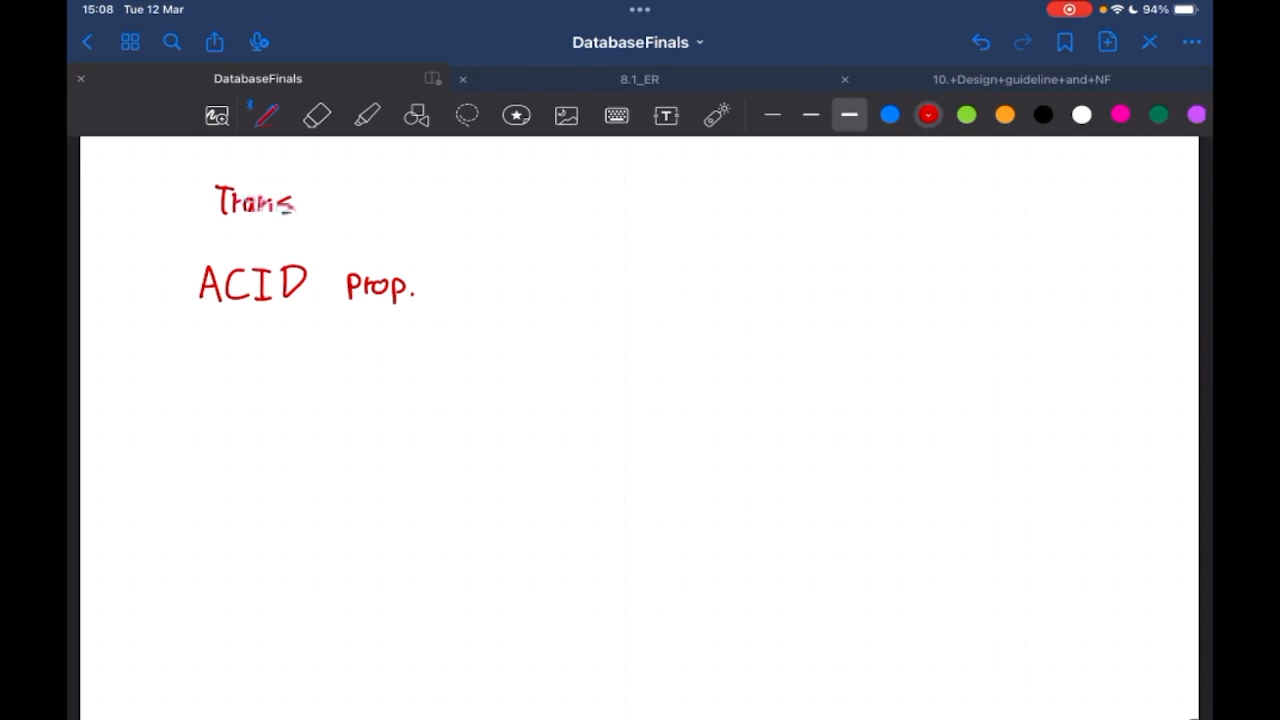 15:08 Tue 12 Mar
94%
DatabaseFinals
DatabaseFinals
8.1_ER
10.+Design+guideline+and+NF
T
Trans
ACID prop.